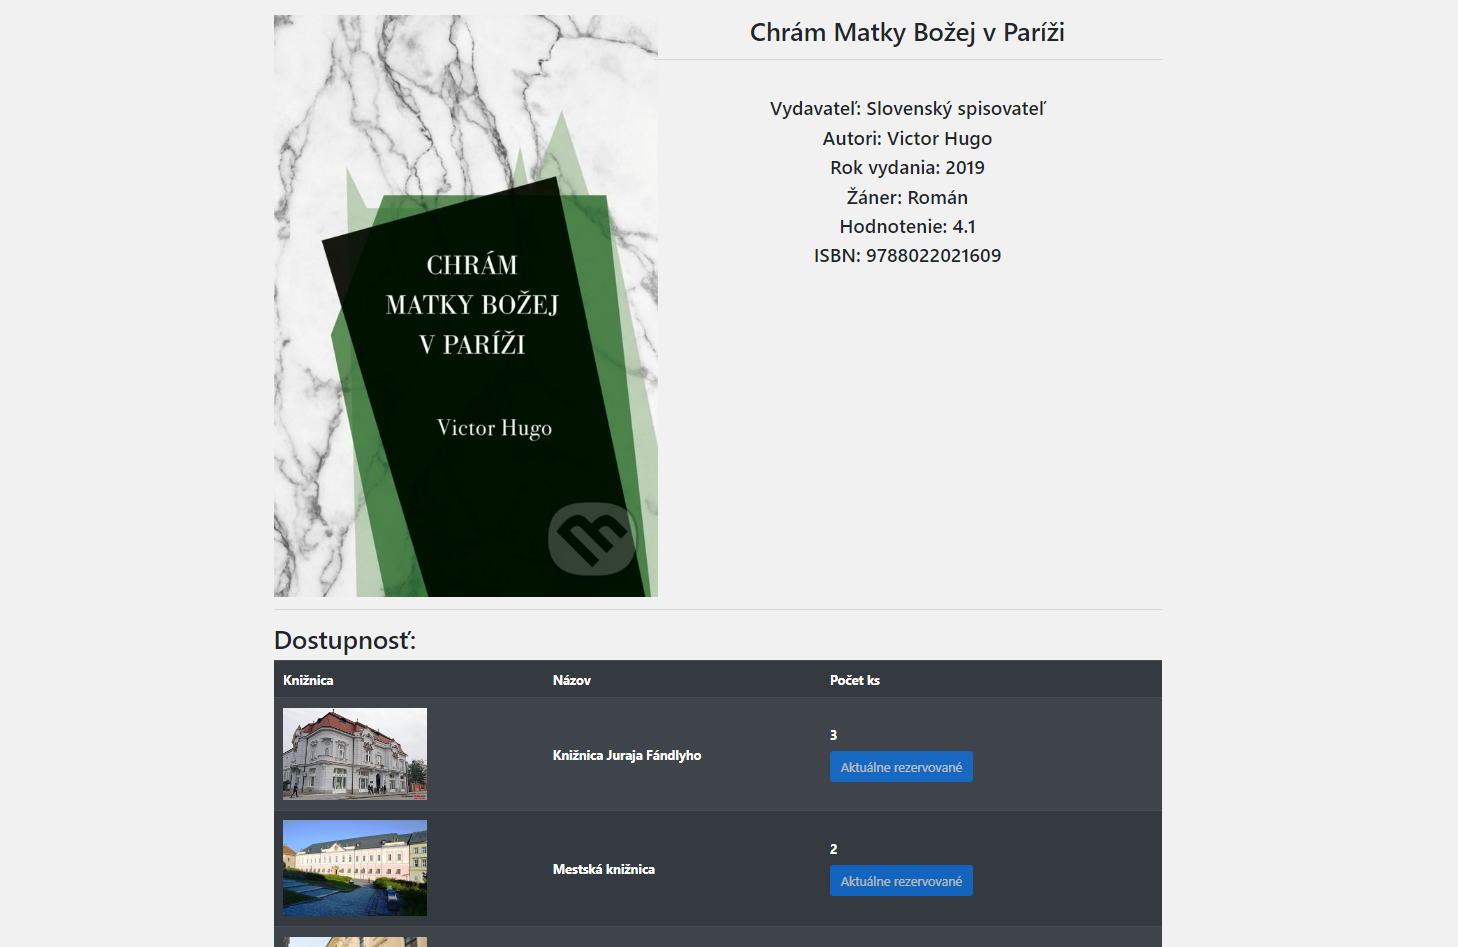 CHRÁM
MATKY BOŽEJ
V PARÍŽI
Victor Hugo
Chrám Matky Božej v Paríži
Vydavateľ: Slovenský spisovateľ
Autori: Victor Hugo
Rok vydania: 2019
Žáner: Román
Hodnotenie: 4.1
ISBN: 9788022021609
Dostupnosť:
Knižnica Názov Počet ks
Knižnica Juraja Fándlyho 3
Aktuálne rezervované
Mestská knižnica 2
Aktuálne rezervované